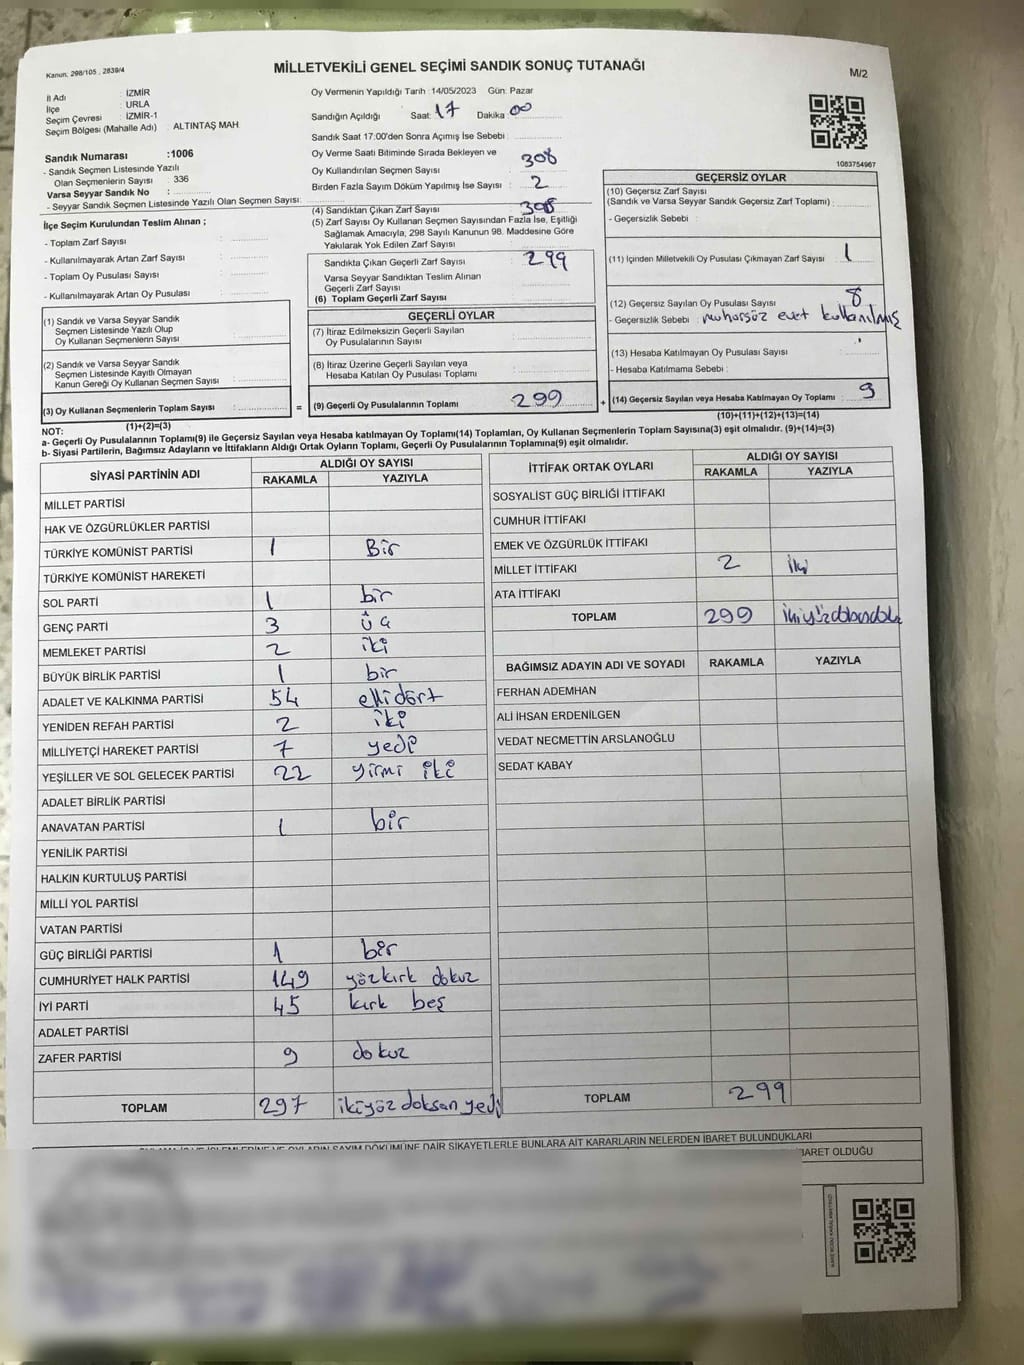 Kanun: 298/105 , 2839/4
MİLLETVEKİLİ GENEL SEÇİMİ SANDIK SONUÇ TUTANAĞI
M/2
İl Adı : İZMİR
İlçe : URLA
Seçim Çevresi : İZMİR-1
Seçim Bölgesi (Mahalle Adı) : ALTINTAŞ MAH
Sandık Numarası :1006
- Sandık Seçmen Listesinde Yazılı
Olan Seçmenlerin Sayısı : 336
Varsa Seyyar Sandık No :
- Seyyar Sandık Seçmen Listesinde Yazılı Olan Seçmen Sayısı:
Oy Vermenin Yapıldığı Tarih :14/05/2023 Gün: Pazar
Sandığın Açıldığı Saat: 17 Dakika 00
Sandık Saat 17:00'den Sonra Açımış İse Sebebi :
Oy Verme Saati Bitiminde Sırada Bekleyen ve
Oy Kullandırılan Seçmen Sayısı : 308
Birden Fazla Sayım Döküm Yapılmış İse Sayısı : 2
1083754967
İlçe Seçim Kurulundan Teslim Alınan ;
- Toplam Zarf Sayısı :
- Kullanılmayarak Artan Zarf Sayısı :
- Toplam Oy Pusulası Sayısı :
- Kullanılmayarak Artan Oy Pusulası :
(4) Sandıktan Çıkan Zarf Sayısı : 308
(5) Zarf Sayısı Oy Kullanan Seçmen Sayısından Fazla İse, Eşitliği
Sağlamak Amacıyla, 298 Sayılı Kanunun 98. Maddesine Göre
Yakılarak Yok Edilen Zarf Sayısı :
Sandıkta Çıkan Geçerli Zarf Sayısı : 299
Varsa Seyyar Sandıktan Teslim Alınan
Geçerli Zarf Sayısı :
(6) Toplam Geçerli Zarf Sayısı :
GEÇERSİZ OYLAR
(10) Geçersiz Zarf Sayısı
(Sandık ve Varsa Seyyar Sandık Geçersiz Zarf Toplamı) :
- Geçersizlik Sebebi :
(11) İçinden Milletvekili Oy Pusulası Çıkmayan Zarf Sayısı : 1
(12) Geçersiz Sayılan Oy Pusulası Sayısı : 8
- Geçersizlik Sebebi : muhorsöz evet kullanılmış
(13) Hesaba Katılmayan Oy Pusulası Sayısı :
- Hesaba Katılmama Sebebi :
(14) Geçersiz Sayılan veya Hesaba Katılmayan Oy Toplamı : 9
(10)+(11)+(12)+(13)=(14)
(1) Sandık ve Varsa Seyyar Sandık
Seçmen Listesinde Yazılı Olup
Oy Kullanan Seçmenlerin Sayısı :
(2) Sandık ve Varsa Seyyar Sandık
Seçmen Listesinde Kayıtlı Olmayan
Kanun Gereği Oy Kullanan Seçmen Sayısı :
(3) Oy Kullanan Seçmenlerin Toplam Sayısı : =
(1)+(2)=(3)
GEÇERLİ OYLAR
(7) İtiraz Edilmeksizin Geçerli Sayılan
Oy Pusulalarının Sayısı :
(8) İtiraz Üzerine Geçerli Sayılan veya
Hesaba Katılan Oy Pusulası Toplamı :
(9) Geçerli Oy Pusulalarının Toplamı : 299 +
NOT:
a- Geçerli Oy Pusulalarının Toplamı(9) ile Geçersiz Sayılan veya Hesaba katılmayan Oy Toplamı(14) Toplamları, Oy Kullanan Seçmenlerin Toplam Sayısına(3) eşit olmalıdır. (9)+(14)=(3)
b- Siyasi Partilerin, Bağımsız Adayların ve İttifakların Aldığı Ortak Oyların Toplamı, Geçerli Oy Pusulalarının Toplamına(9) eşit olmalıdır.
SİYASİ PARTİNİN ADI ALDIĞI OY SAYISI
RAKAMLA YAZIYLA
MİLLET PARTİSİ
HAK VE ÖZGÜRLÜKLER PARTİSİ
TÜRKİYE KOMÜNİST PARTİSİ 1 Bir
TÜRKİYE KOMÜNİST HAREKETİ
SOL PARTİ 1 bir
GENÇ PARTİ 3 üç
MEMLEKET PARTİSİ 2 iki
BÜYÜK BİRLİK PARTİSİ 1 bir
ADALET VE KALKINMA PARTİSİ 54 ellidört
YENİDEN REFAH PARTİSİ 2 iki
MİLLİYETÇİ HAREKET PARTİSİ 7 yedi
YEŞİLLER VE SOL GELECEK PARTİSİ 22 yirmi iki
ADALET BİRLİK PARTİSİ
ANAVATAN PARTİSİ 1 bir
YENİLİK PARTİSİ
HALKIN KURTULUŞ PARTİSİ
MİLLİ YOL PARTİSİ
VATAN PARTİSİ
GÜÇ BİRLİĞİ PARTİSİ 1 bir
CUMHURİYET HALK PARTİSİ 149 yözkırk dokuz
İYİ PARTİ 45 kırk beş
ADALET PARTİSİ
ZAFER PARTİSİ 9 dokuz
TOPLAM 297 ikiyöz doksan yedi
İTTİFAK ORTAK OYLARI ALDIĞI OY SAYISI
RAKAMLA YAZIYLA
SOSYALİST GÜÇ BİRLİĞİ İTTİFAKI
CUMHUR İTTİFAKI
EMEK VE ÖZGÜRLÜK İTTİFAKI
MİLLET İTTİFAKI 2 iki
ATA İTTİFAKI
TOPLAM 299
BAĞIMSIZ ADAYIN ADI VE SOYADI RAKAMLA YAZIYLA
FERHAN ADEMHAN
ALİ İHSAN ERDENİLGEN
VEDAT NECMETTİN ARSLANOĞLU
SEDAT KABAY
TOPLAM 299
OYLARIN SAYIM DÖKÜMÜNE DAİR ŞİKAYETLERLE BUNLARA AİT KARARLARIN NELERDEN İBARET BULUNDUKLARI
İBARET OLDUĞU